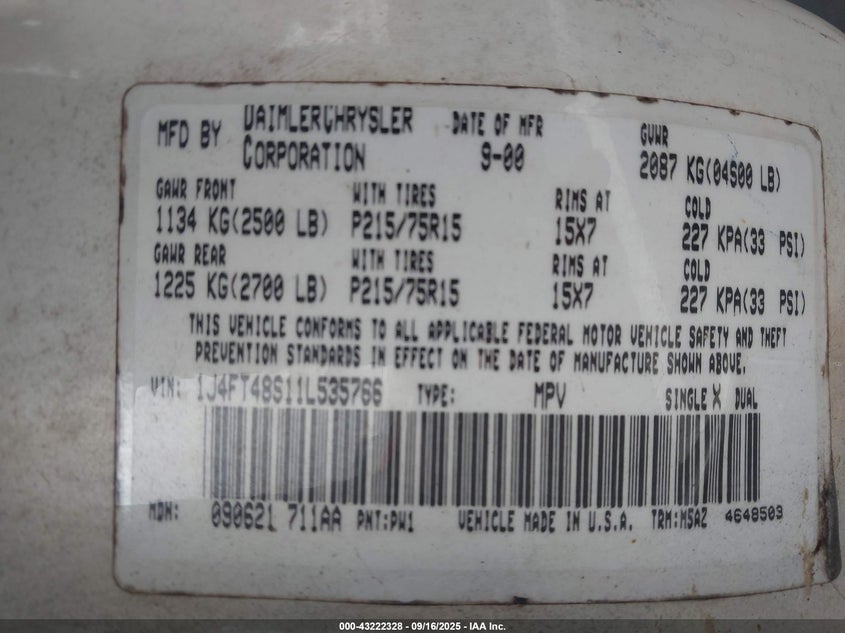 MFD BY DAIMLERCHRYSLER CORPORATION DATE OF MFR 9-00 GVWR 2087 KG(04500 LB)
GAWR FRONT WITH TIRES RIMS AT COLD
1134 KG(2500 LB) P215/75R15 15X7 227 KPA(33 PSI)
GAWR REAR WITH TIRES RIMS AT COLD
1225 KG(2700 LB) P215/75R15 15X7 227 KPA(33 PSI)
THIS VEHICLE CONFORMS TO ALL APPLICABLE FEDERAL MOTOR VEHICLE SAFETY AND THEFT
PREVENTION STANDARDS IN EFFECT ON THE DATE OF MANUFACTURE SHOWN ABOVE.
VIN: 1J4FT48S11L535766 TYPE: MPV SINGLE X DUAL
MDH: 090621 711AA PNT:PW1 VEHICLE MADE IN U.S.A. TRM:M5AZ 4648503
000-43222328 - 09/16/2025 - IAA Inc.